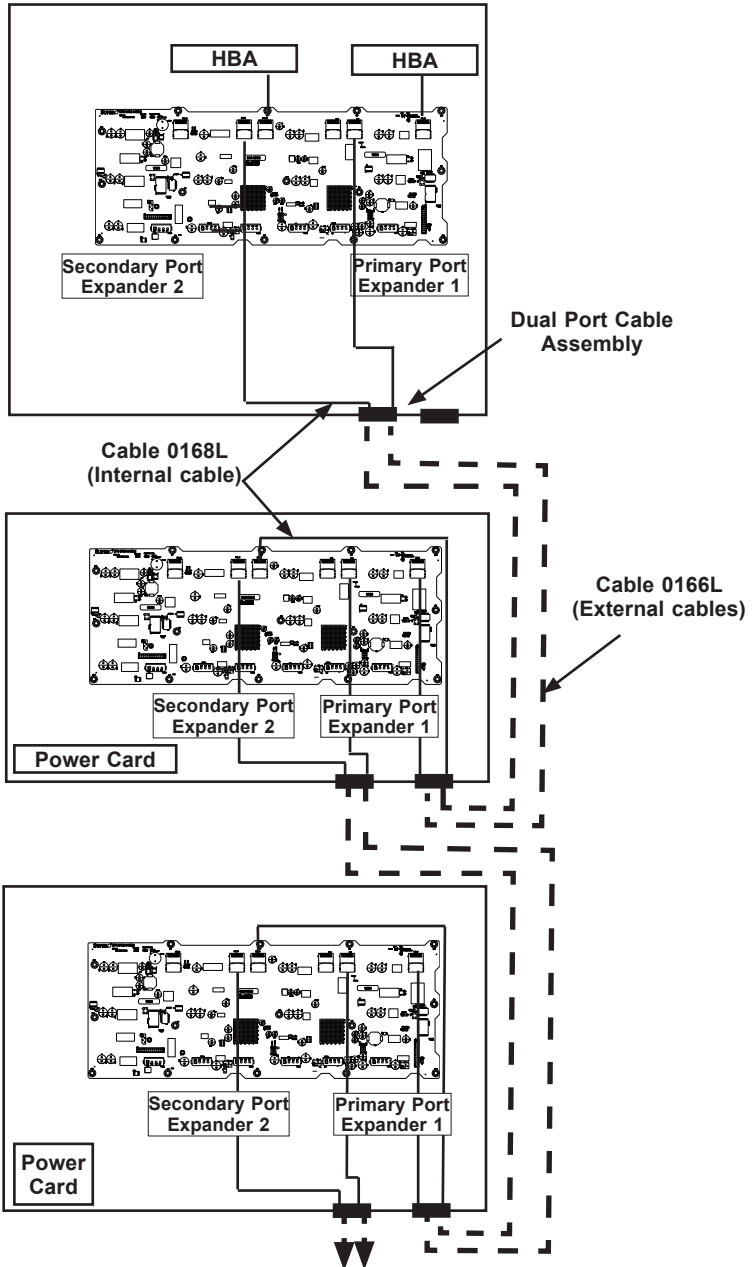 HBA
HBA
Secondary Port
Expander 2
Primary Port
Expander 1
Dual Port Cable
Assembly
Cable 0168L
(Internal cable)
Cable 0166L
(External cables)
Secondary Port
Expander 2
Primary Port
Expander 1
Power Card
Secondary Port
Expander 2
Primary Port
Expander 1
Power
Card